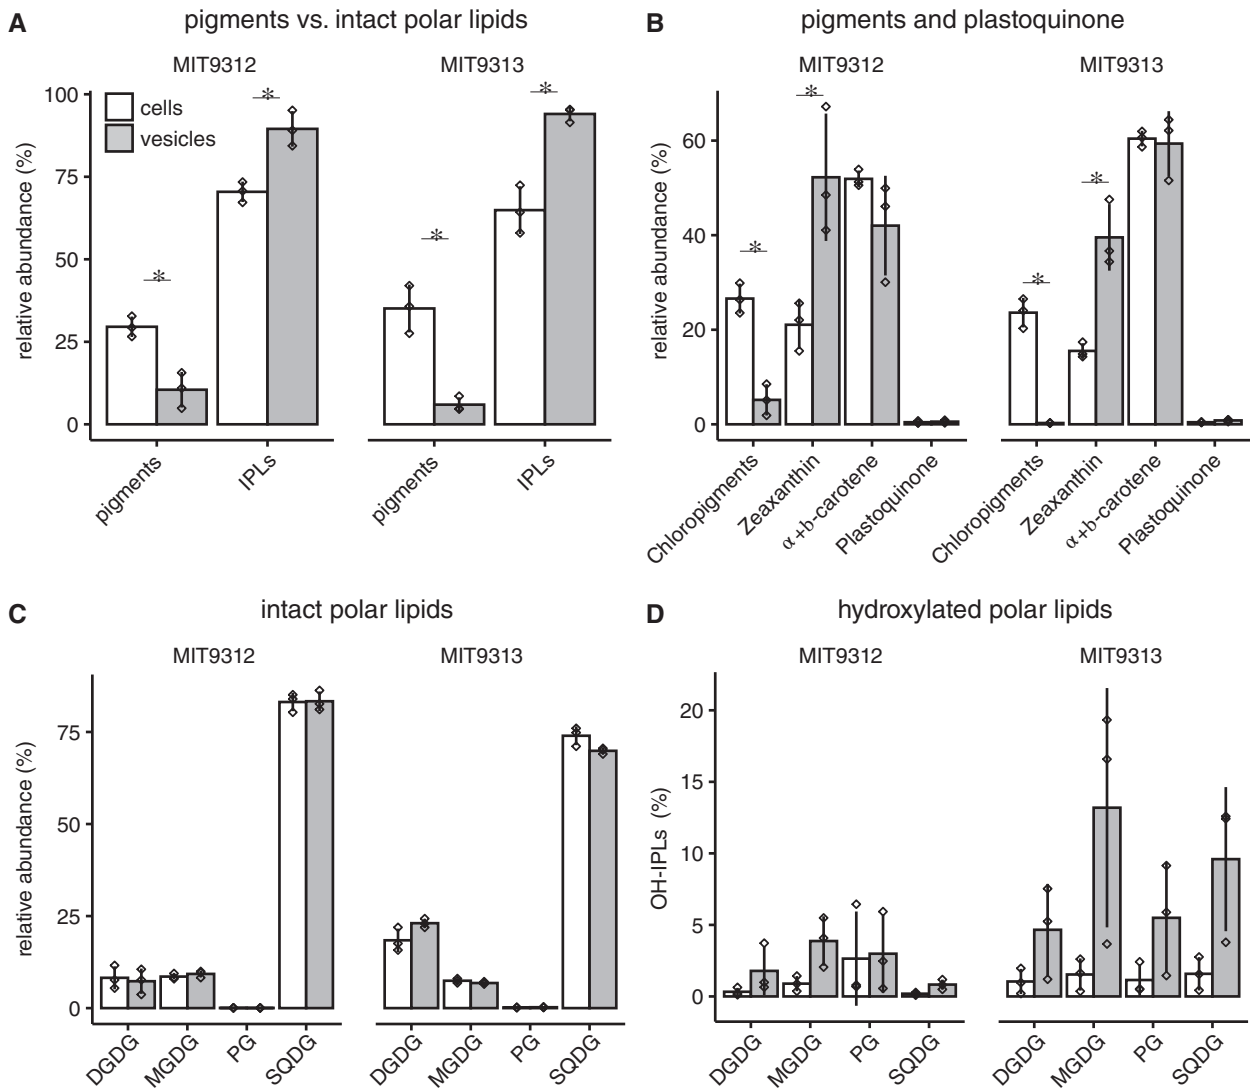 A
pigments vs. intact polar lipids
MIT9312
MIT9313
cells
vesicles
relative abundance (%)
100
75
50
25
0
*
*
*
*
pigments
IPLs
pigments
IPLs
B
pigments and plastoquinone
MIT9312
MIT9313
relative abundance (%)
60
40
20
0
*
*
*
*
Chloropigments
Zeaxanthin
α+b-carotene
Plastoquinone
Chloropigments
Zeaxanthin
α+b-carotene
Plastoquinone
C
intact polar lipids
MIT9312
MIT9313
relative abundance (%)
75
50
25
0
DGDG
MGDG
PG
SQDG
DGDG
MGDG
PG
SQDG
D
hydroxylated polar lipids
MIT9312
MIT9313
OH-IPLs (%)
20
15
10
5
0
DGDG
MGDG
PG
SQDG
DGDG
MGDG
PG
SQDG